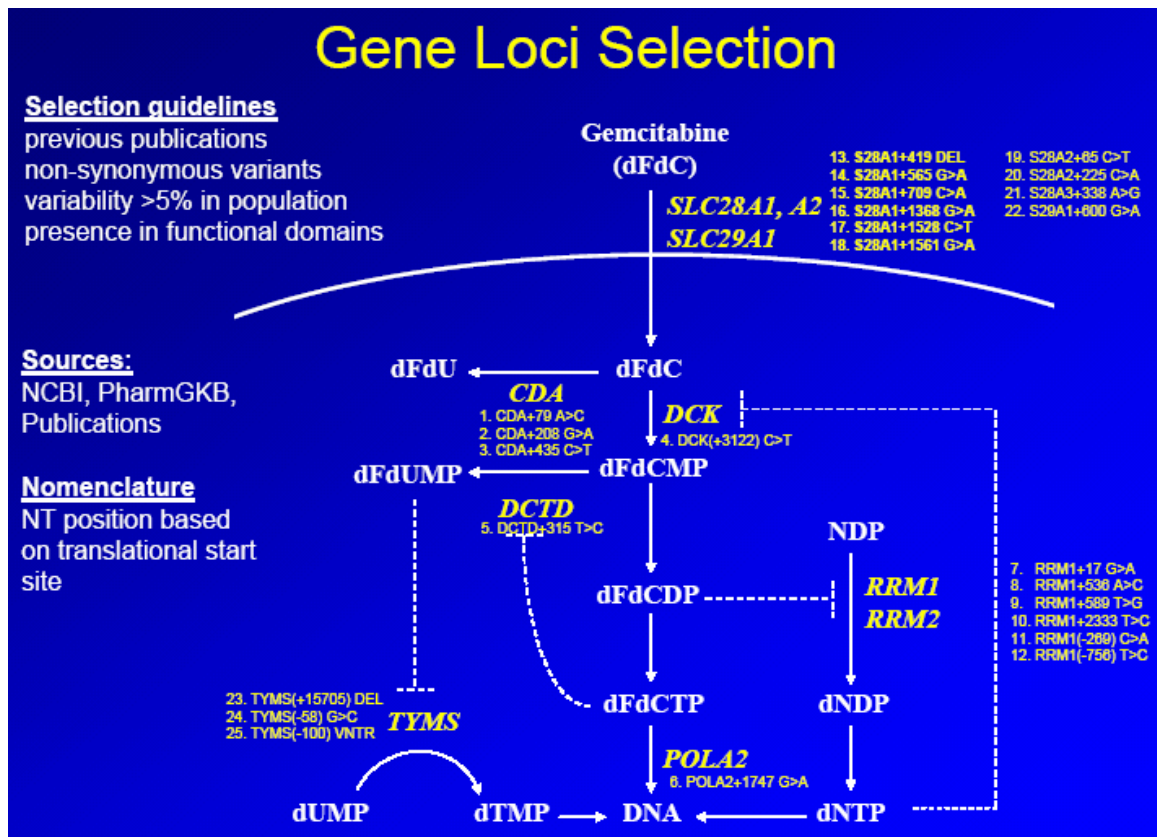 Gene Loci Selection
Selection guidelines
previous publications
non-synonymous variants
variability >5% in population
presence in functional domains
Gemcitabine
(dFdC)
SLC28A1, A2
SLC29A1
13. S28A1+419 DEL
14. S28A1+565 G>A
15. S28A1+709 C>A
16. S28A1+1368 G>A
17. S28A1+1528 C>T
18. S28A1+1561 G>A
19. S28A2+65 C>T
20. S28A2+225 C>A
21. S28A3+338 A>G
22. S29A1+600 G>A
Sources:
NCBI, PharmGKB,
Publications
Nomenclature
NT position based
on translational start
site
dFdU
dFdC
CDA
1. CDA+79 A>C
2. CDA+208 G>A
3. CDA+435 C>T
DCK
4. DCK(+3122) C>T
dFdUMP
dFdCMP
DCTD
5. DCTD+315 T>C
NDP
dFdCDP
RRM1
RRM2
7. RRM1+17 G>A
8. RRM1+536 A>C
9. RRM1+589 T>G
10. RRM1+2333 T>C
11. RRM1(-269) C>A
12. RRM1(-756) T>C
23. TYMS(+15705) DEL
24. TYMS(-58) G>C
25. TYMS(-100) VNTR
TYMS
dFdCTP
dNDP
POLA2
6. POLA2+1747 G>A
dUMP
dTMP
DNA
dNTP